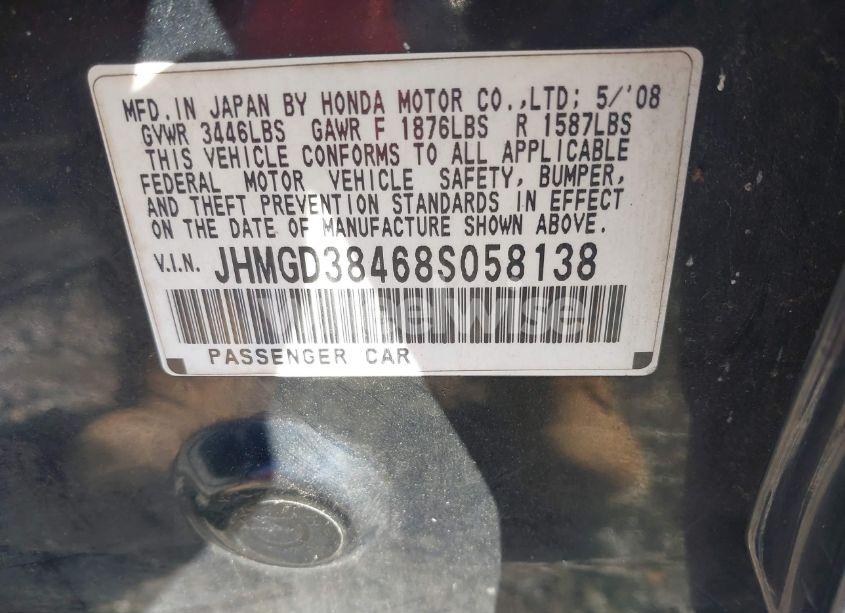 MFD. IN JAPAN BY HONDA MOTOR CO.,LTD; 5/'08
GVWR 3446LBS GAWR F 1876LBS R 1587LBS
THIS VEHICLE CONFORMS TO ALL APPLICABLE
FEDERAL MOTOR VEHICLE SAFETY, BUMPER,
AND THEFT PREVENTION STANDARDS IN EFFECT
ON THE DATE OF MANUFACTURE SHOWN ABOVE.
V.I.N. JHMGD38468S058138
PASSENGER CAR